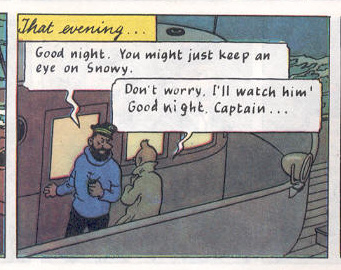 That evening...
Good night. You might just keep an
eye on Snowy.
Don't worry. I'll watch him'
Good night, Captain...